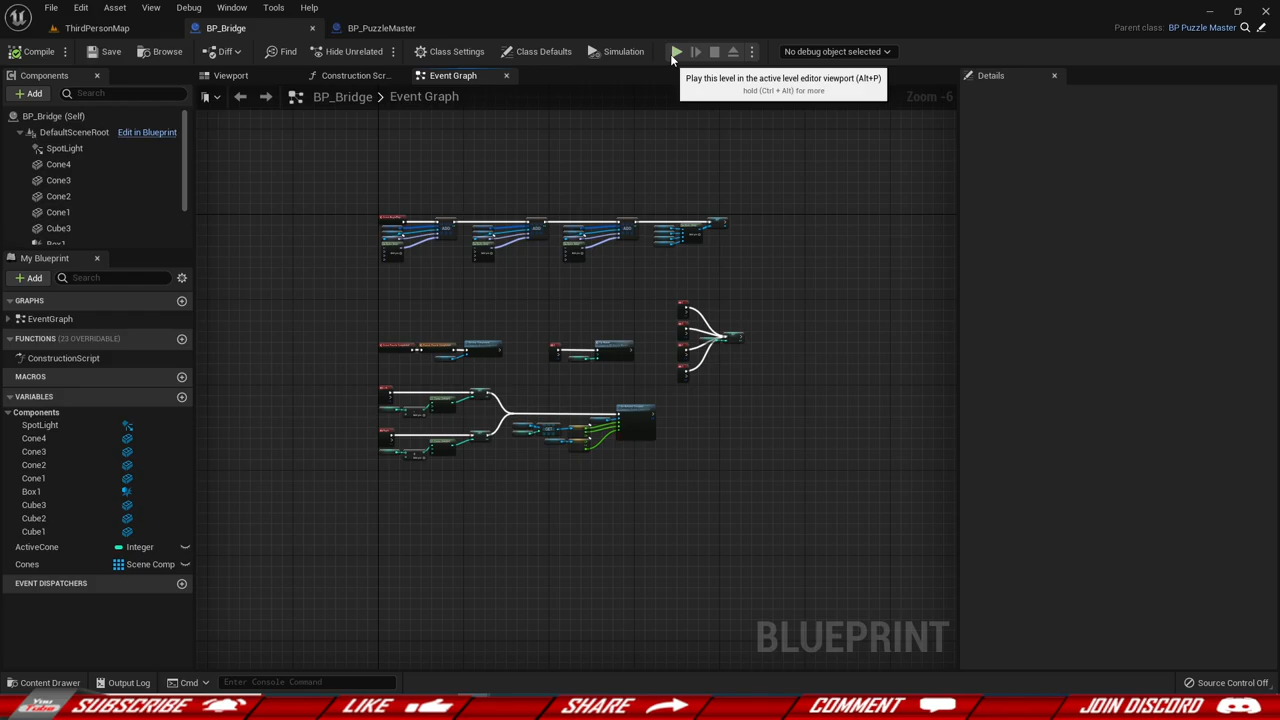 File Edit Asset View Debug Window Tools Help
ThirdPersonMap BP_Bridge BP_PuzzleMaster Parent class: BP Puzzle Master
Compile Save Browse Diff Find Hide Unrelated Class Settings Class Defaults Simulation No debug object selected
Components Viewport Construction Scr... Event Graph Details
Play this level in the active level editor viewport (Alt+P)
hold (Ctrl + Alt) for more
Add Search
BP_Bridge > Event Graph Zoom -6
BP_Bridge (Self)
DefaultSceneRoot Edit in Blueprint
SpotLight
Cone4
Cone3
Cone2
Cone1
Cube3
Box1
My Blueprint
Add Search
GRAPHS
EventGraph
FUNCTIONS (23 OVERRIDABLE)
ConstructionScript
MACROS
VARIABLES
Components
SpotLight
Cone4
Cone3
Cone2
Cone1
Box1
Cube3
Cube2
Cube1
ActiveCone Integer
Cones Scene Comp
EVENT DISPATCHERS
ADD ADD ADD
BLUEPRINT
Content Drawer Output Log Cmd Enter Console Command Source Control Off
You Tube SUBSCRIBE LIKE SHARE COMMENT JOIN DISCORD